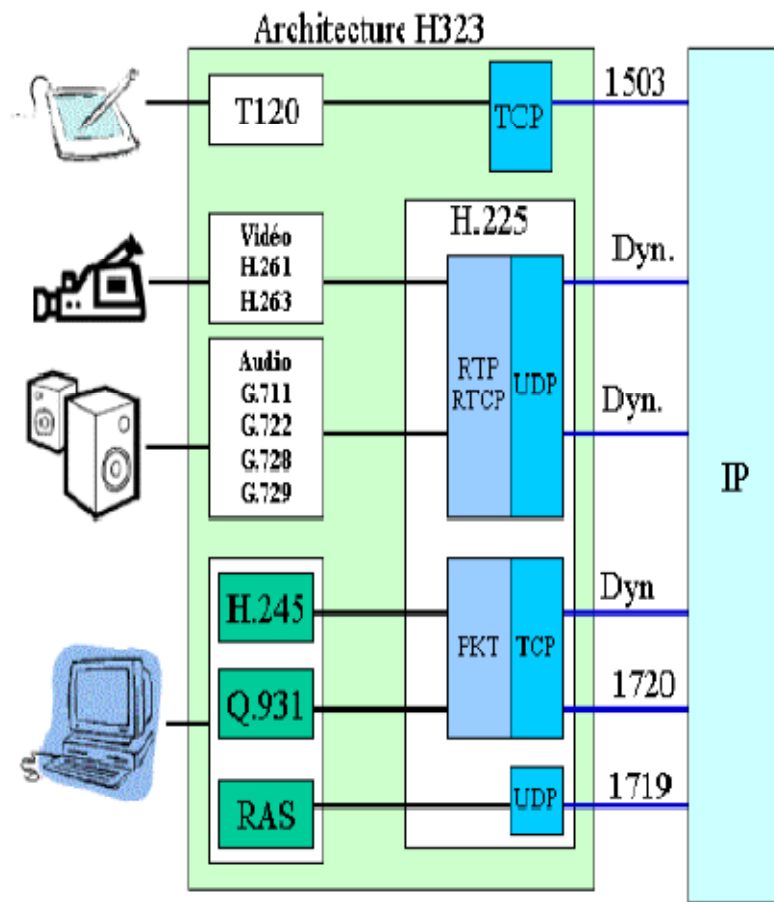 Architecture H323
T120
TCP
1503
H.225
Vidéo
H.261
H.263
Dyn.
Audio
G.711
G.722
G.728
G.729
RTP
RTCP
UDP
Dyn.
IP
H.245
PKT
TCP
Dyn
Q.931
1720
RAS
UDP
1719